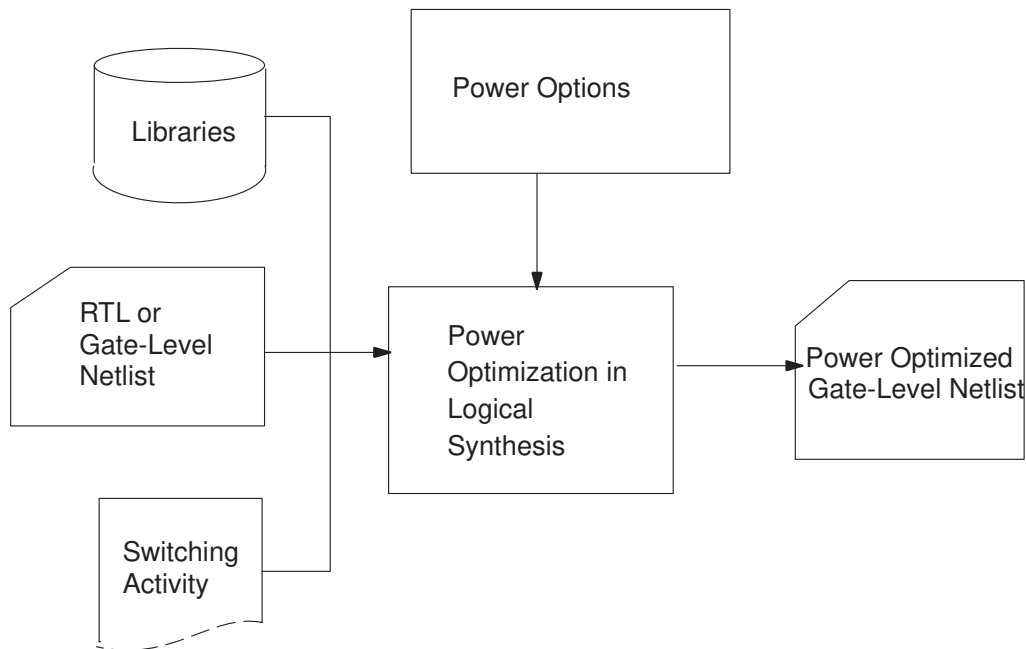 Power Options
Libraries
RTL or
Gate-Level
Netlist
Power
Optimization in
Logical
Synthesis
Power Optimized
Gate-Level Netlist
Switching
Activity